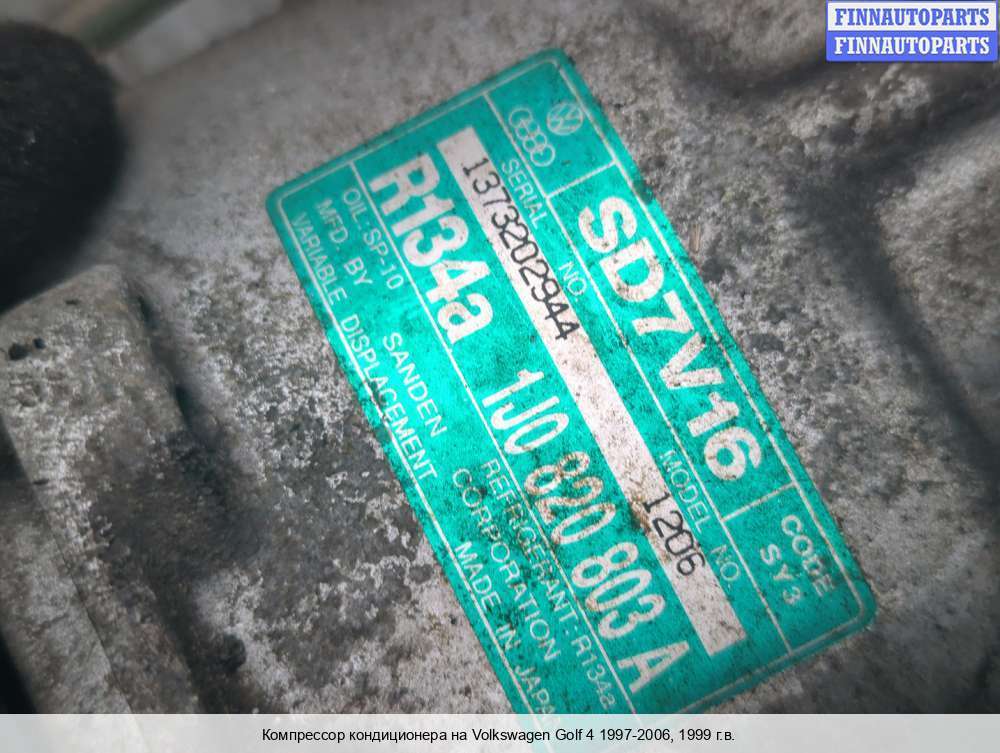 FINNAUTOPARTS
FINNAUTOPARTS
SD7V16
CODE
SY3
SERIAL NO.
MODEL NO.
1373202944
1206
R134a
1J0 820 803 A
OIL:SP-10
REFRIGERANT:R134a
MFD. BY SANDEN CORPORATION
VARIABLE DISPLACEMENT
MADE IN JAPAN
Компрессор кондиционера на Volkswagen Golf 4 1997-2006, 1999 г.в.